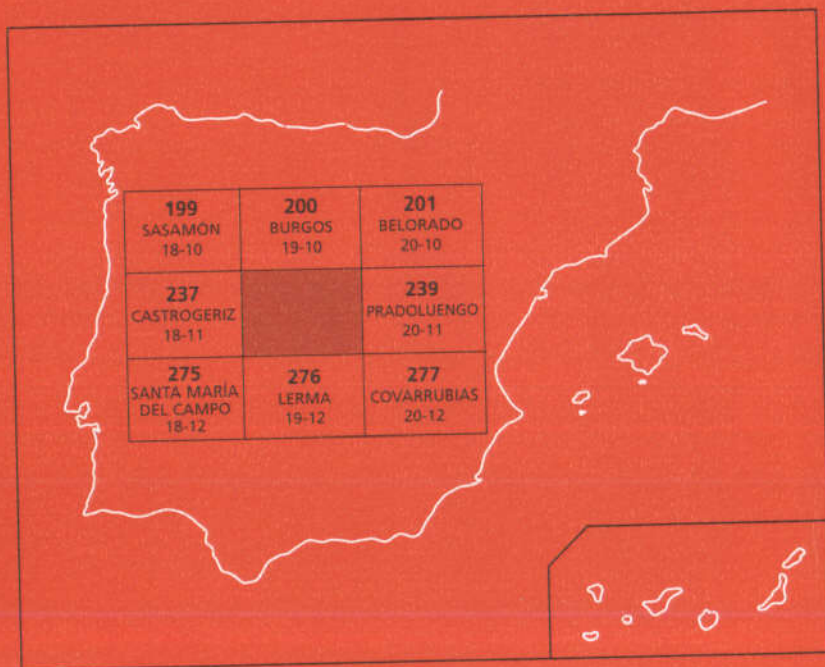 199
SASAMÓN
18-10
200
BURGOS
19-10
201
BELORADO
20-10
237
CASTROGERIZ
18-11
239
PRADOLUENGO
20-11
275
SANTA MARÍA
DEL CAMPO
18-12
276
LERMA
19-12
277
COVARRUBIAS
20-12